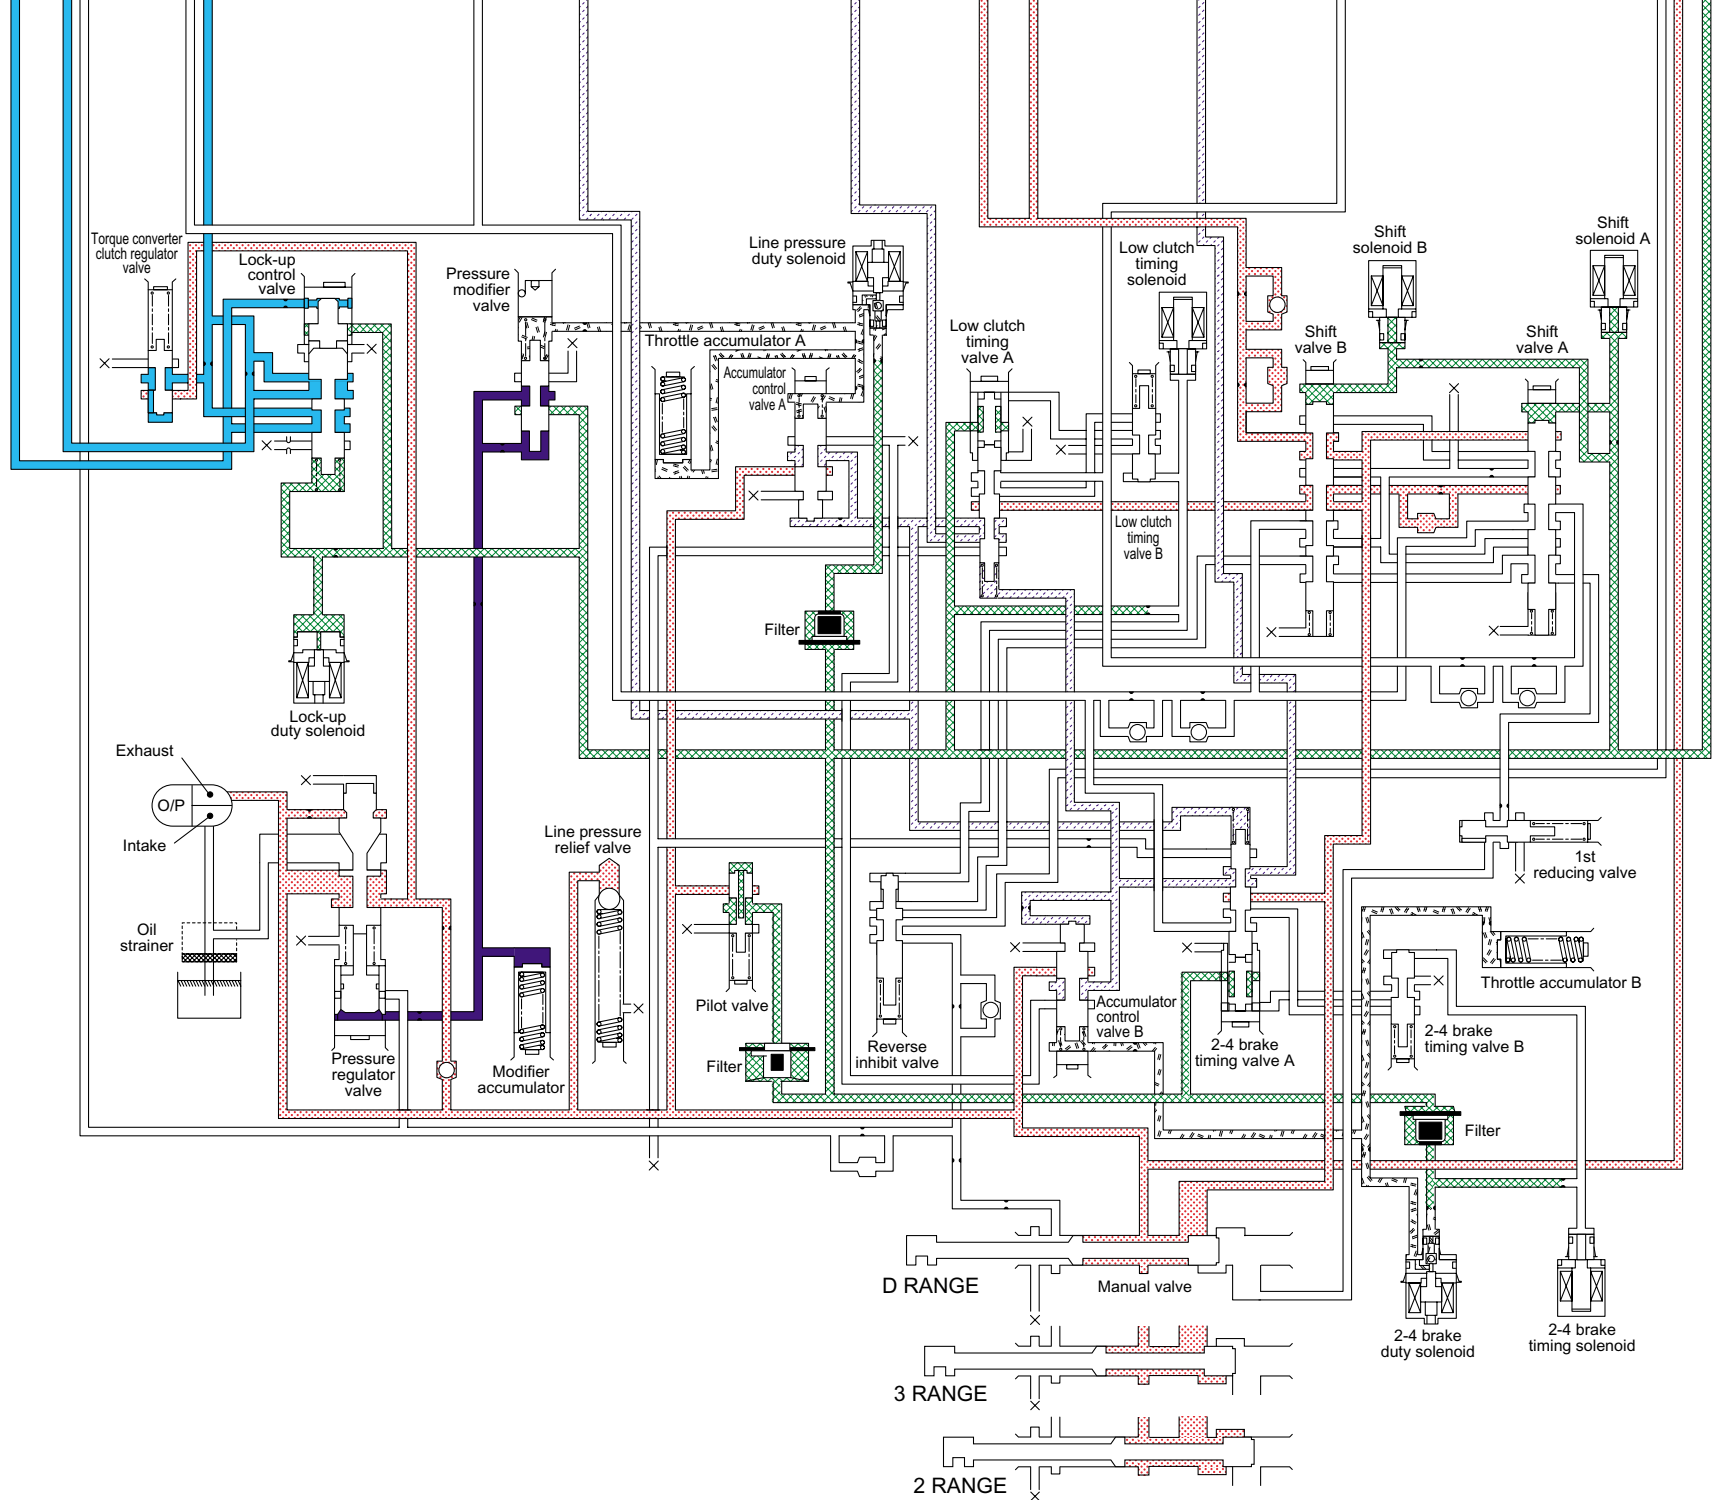 Torque converter
clutch regulator
valve
Lock-up
control
valve
Pressure
modifier
valve
Line pressure
duty solenoid
Throttle accumulator A
Accumulator
control
valve A
Low clutch
timing
valve A
Low clutch
timing
solenoid
Shift
solenoid B
Shift
solenoid A
Shift
valve B
Shift
valve A
Low clutch
timing
valve B
Filter
Lock-up
duty solenoid
Exhaust
O/P
Intake
Oil
strainer
Line pressure
relief valve
Pilot valve
Filter
Pressure
regulator
valve
Modifier
accumulator
Reverse
inhibit valve
Accumulator
control
valve B
2-4 brake
timing valve A
2-4 brake
timing valve B
1st
reducing valve
Throttle accumulator B
Filter
D RANGE
Manual valve
2-4 brake
duty solenoid
2-4 brake
timing solenoid
3 RANGE
2 RANGE